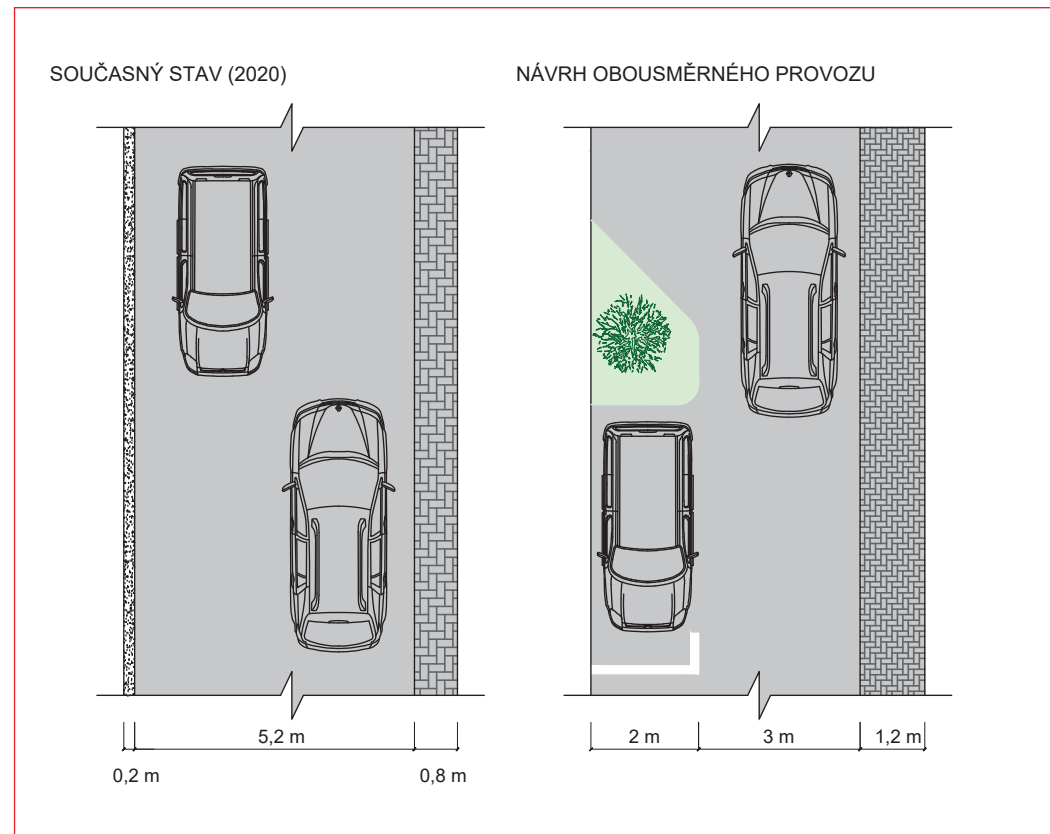 SOUČASNÝ STAV (2020)
NÁVRH OBOUSMĚRNÉHO PROVOZU
5,2 m
0,2 m
0,8 m
2 m
3 m
1,2 m